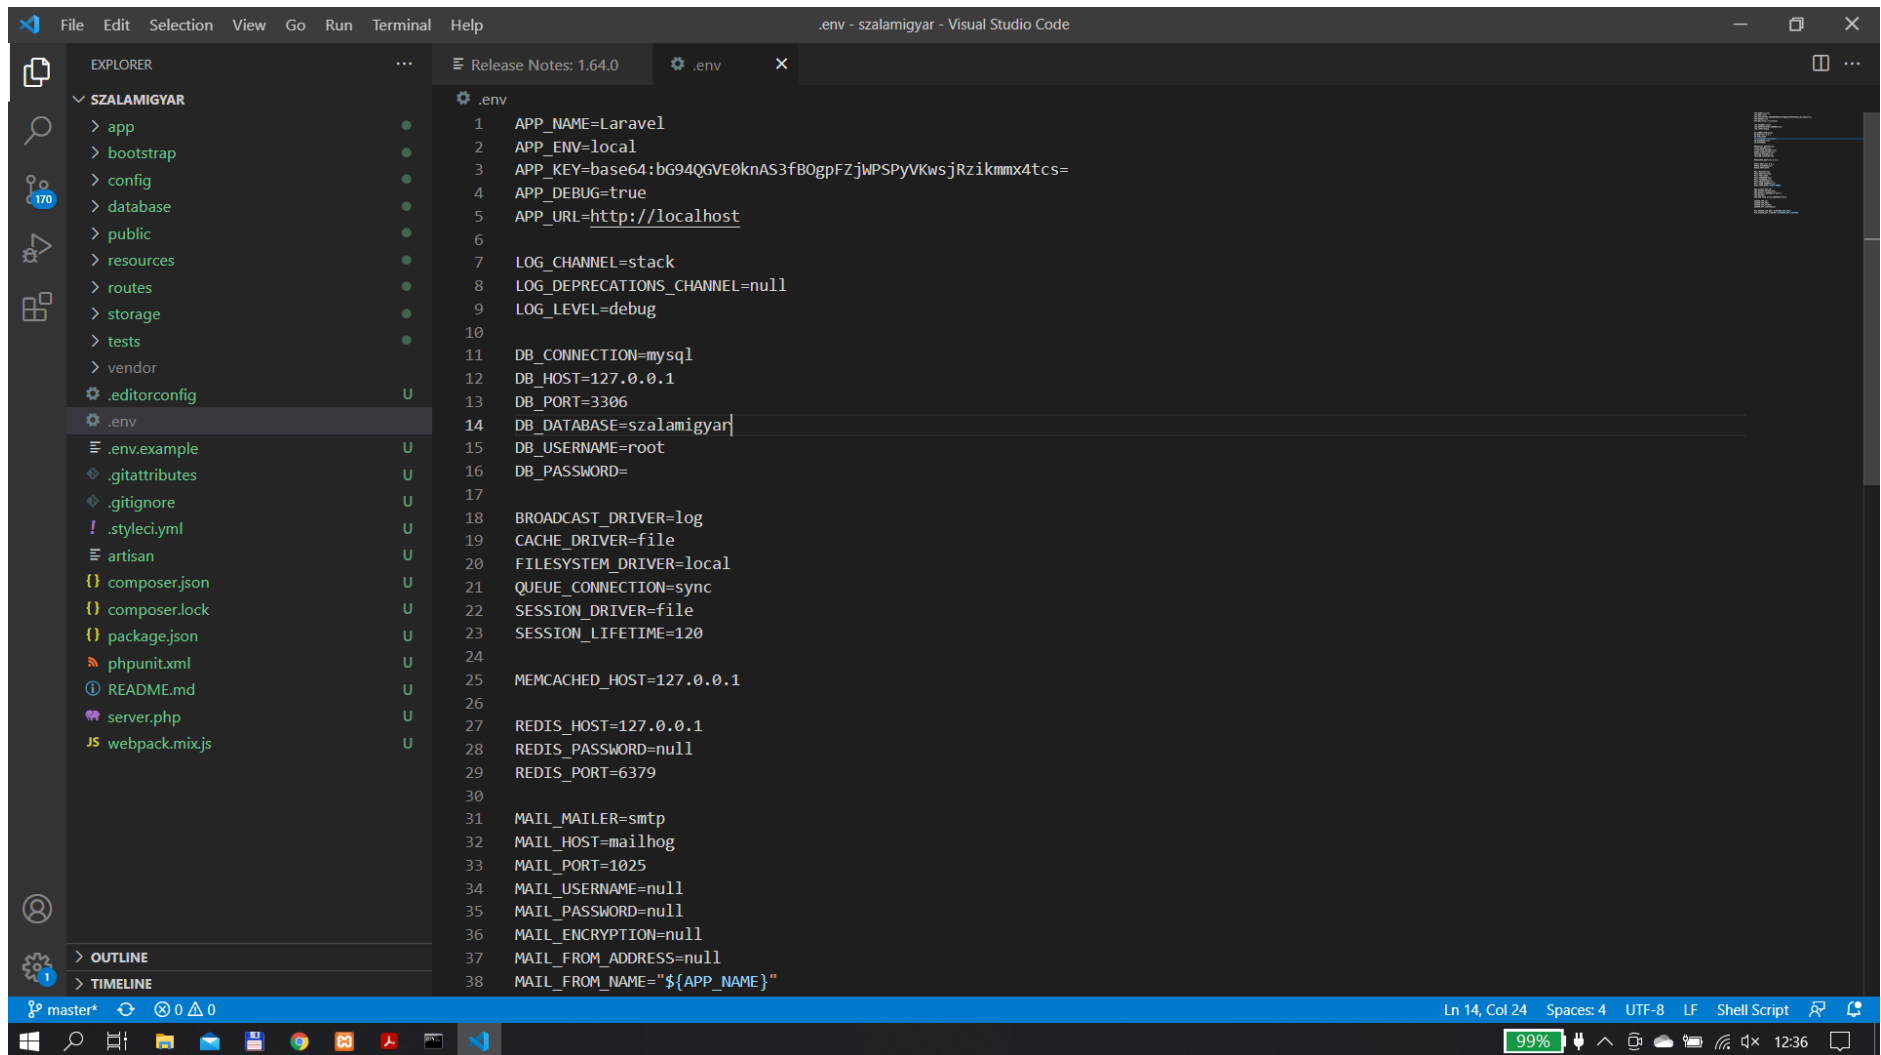 File Edit Selection View Go Run Terminal Help
.env - szalamigyar - Visual Studio Code
EXPLORER
SZALAMIGYAR
app
bootstrap
config
database
public
resources
routes
storage
tests
vendor
.editorconfig U
.env
.env.example U
.gitattributes U
.gitignore U
! .styleci.yml U
artisan U
{} composer.json U
{} composer.lock U
{} package.json U
phpunit.xml U
README.md U
server.php U
JS webpack.mix.js U
OUTLINE
TIMELINE
170
1
Release Notes: 1.64.0
.env
.env
1 APP_NAME=Laravel
2 APP_ENV=local
3 APP_KEY=base64:bG94QGVE0knAS3fBOgpFZjWPSPyVKwsjRzikmmx4tcs=
4 APP_DEBUG=true
5 APP_URL=http://localhost
6
7 LOG_CHANNEL=stack
8 LOG_DEPRECATIONS_CHANNEL=null
9 LOG_LEVEL=debug
10
11 DB_CONNECTION=mysql
12 DB_HOST=127.0.0.1
13 DB_PORT=3306
14 DB_DATABASE=szalamigyar
15 DB_USERNAME=root
16 DB_PASSWORD=
17
18 BROADCAST_DRIVER=log
19 CACHE_DRIVER=file
20 FILESYSTEM_DRIVER=local
21 QUEUE_CONNECTION=sync
22 SESSION_DRIVER=file
23 SESSION_LIFETIME=120
24
25 MEMCACHED_HOST=127.0.0.1
26
27 REDIS_HOST=127.0.0.1
28 REDIS_PASSWORD=null
29 REDIS_PORT=6379
30
31 MAIL_MAILER=smtp
32 MAIL_HOST=mailhog
33 MAIL_PORT=1025
34 MAIL_USERNAME=null
35 MAIL_PASSWORD=null
36 MAIL_ENCRYPTION=null
37 MAIL_FROM_ADDRESS=null
38 MAIL_FROM_NAME="${APP_NAME}"
master* 0 0
Ln 14, Col 24 Spaces: 4 UTF-8 LF Shell Script
99% 12:36